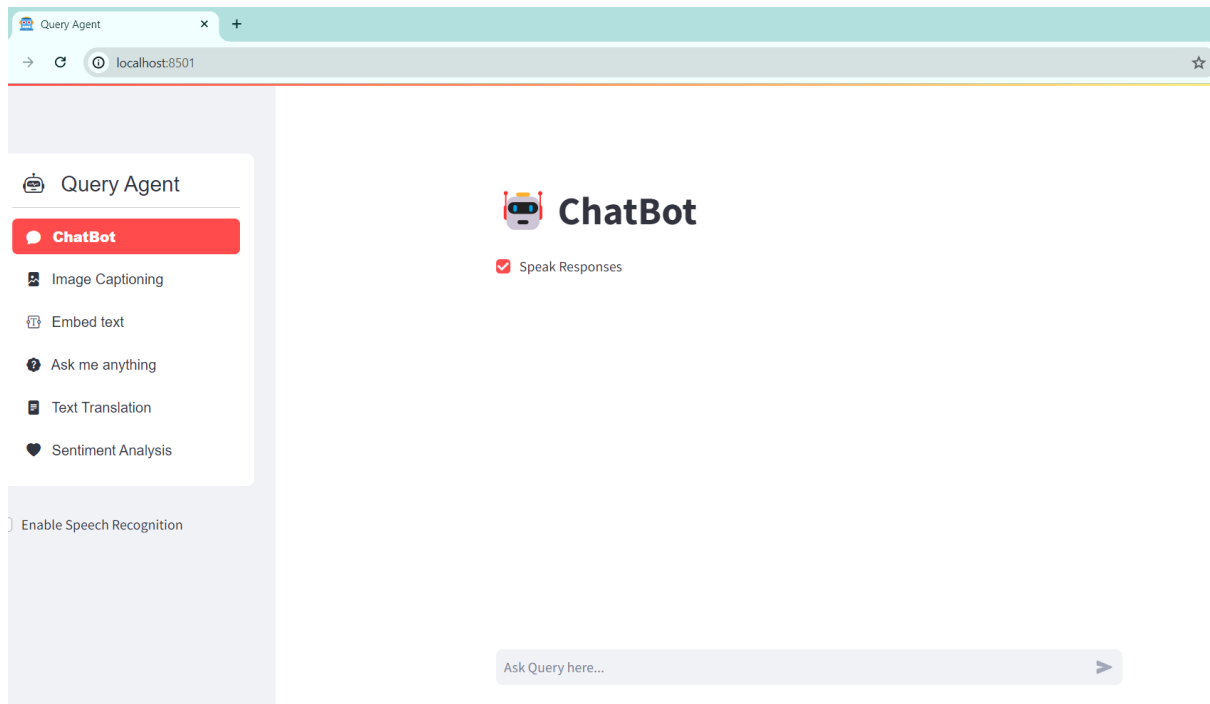 Query Agent
localhost:8501
Query Agent
ChatBot
Image Captioning
Embed text
Ask me anything
Text Translation
Sentiment Analysis
Enable Speech Recognition
ChatBot
Speak Responses
Ask Query here...